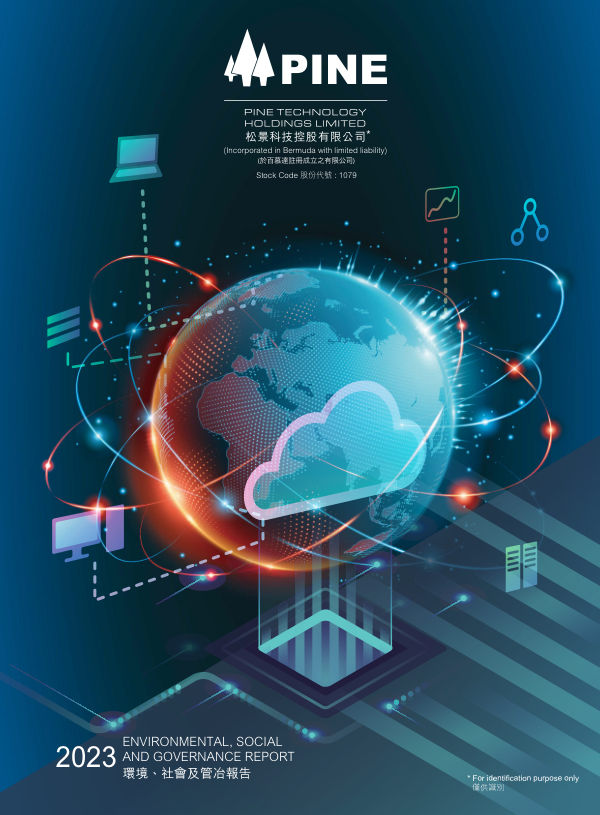 PINE
PINE TECHNOLOGY
HOLDINGS LIMITED
松景科技控股有限公司*
(Incorporated in Bermuda with limited liability)
(於百慕達註冊成立之有限公司)
Stock Code 股份代號 : 1079
2023 ENVIRONMENTAL, SOCIAL
AND GOVERNANCE REPORT
環境、社會及管治報告
* For identification purpose only
僅供識別